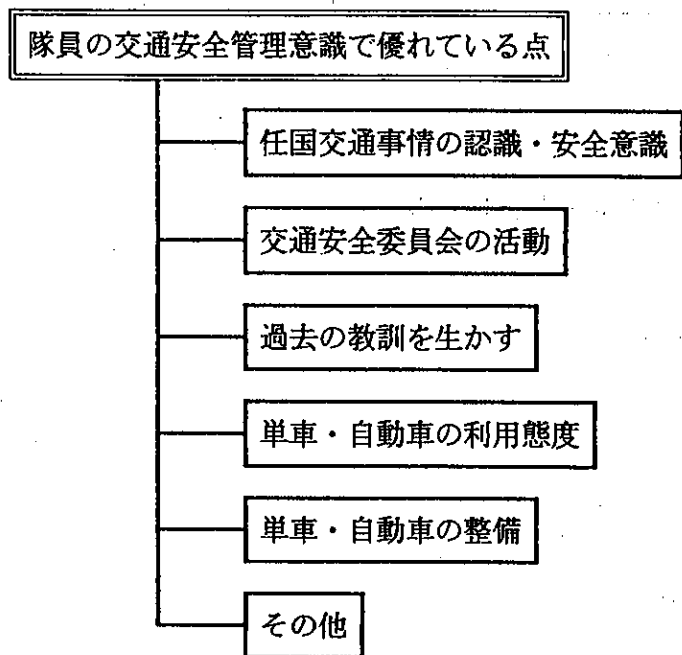 隊員の交通安全管理意識で優れている点
任国交通事情の認識・安全意識
交通安全委員会の活動
過去の教訓を生かす
単車・自動車の利用態度
単車・自動車の整備
その他